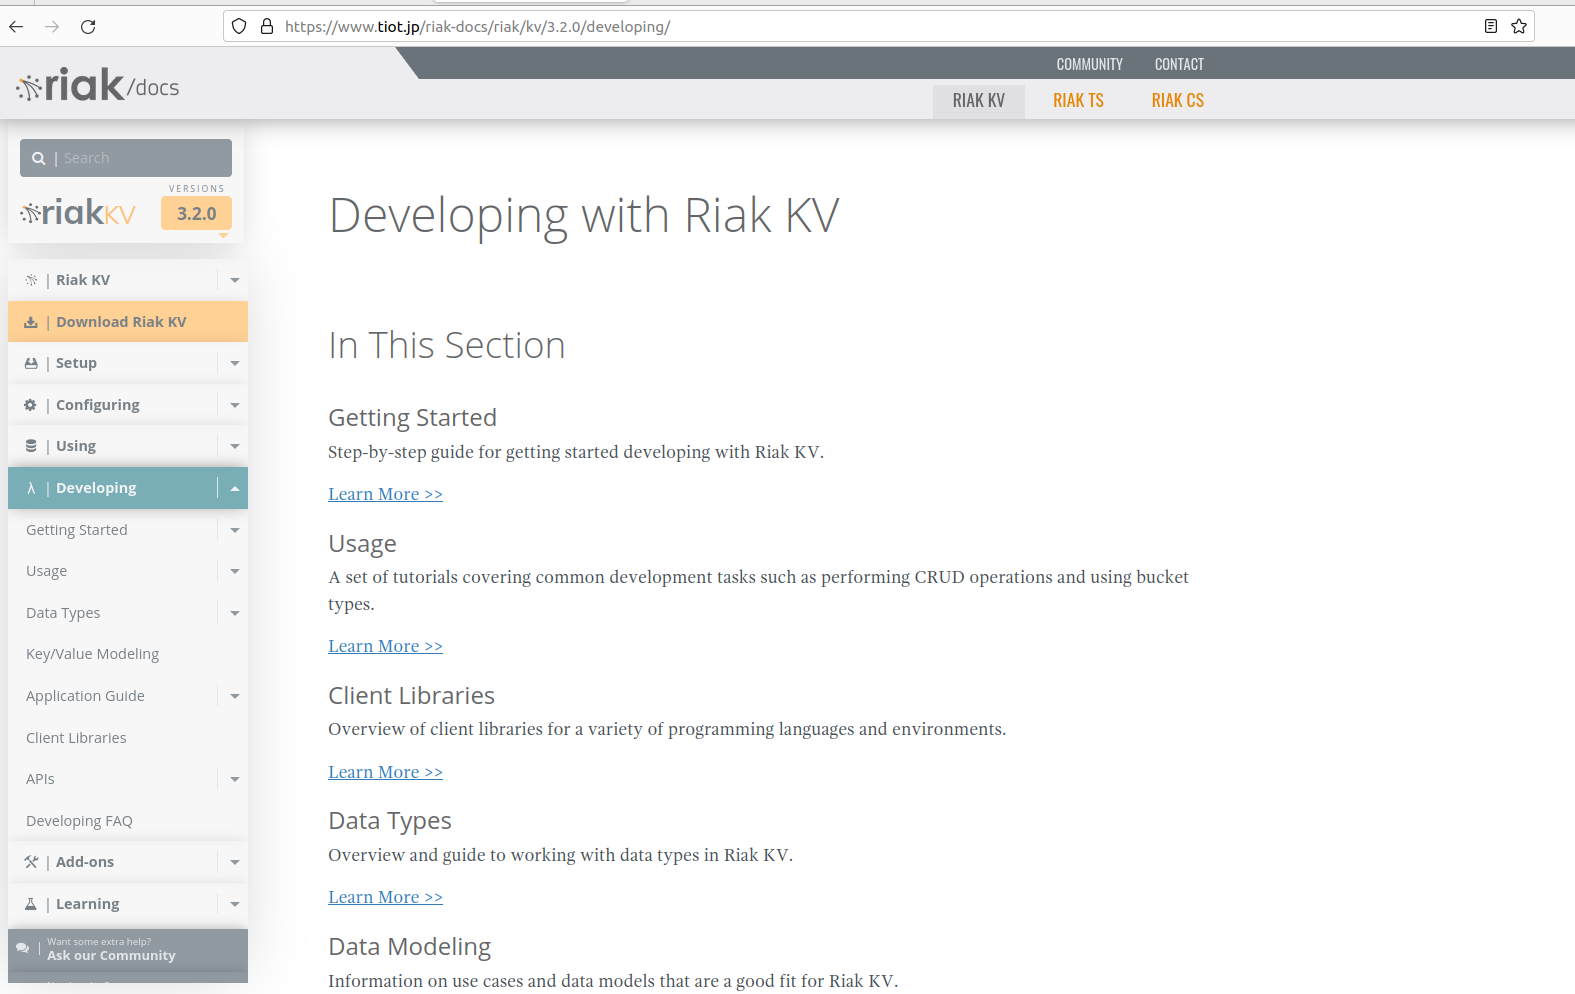 https://www.tiot.jp/riak-docs/riak/kv/3.2.0/developing/
riak/docs
COMMUNITY CONTACT
RIAK KV RIAK TS RIAK CS
| Search
VERSIONS
riakKV 3.2.0
| Riak KV
| Download Riak KV
| Setup
| Configuring
| Using
λ | Developing
Getting Started
Usage
Data Types
Key/Value Modeling
Application Guide
Client Libraries
APIs
Developing FAQ
| Add-ons
| Learning
Want some extra help?
| Ask our Community
Developing with Riak KV
In This Section
Getting Started
Step-by-step guide for getting started developing with Riak KV.
Learn More >>
Usage
A set of tutorials covering common development tasks such as performing CRUD operations and using bucket
types.
Learn More >>
Client Libraries
Overview of client libraries for a variety of programming languages and environments.
Learn More >>
Data Types
Overview and guide to working with data types in Riak KV.
Learn More >>
Data Modeling
Information on use cases and data models that are a good fit for Riak KV.